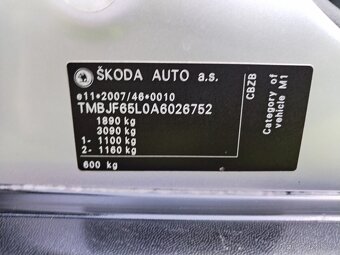 ŠKODA AUTO a.s.
e11*2007/46*0010
TMBJF65L0A6026752
1890 kg
3090 kg
1- 1100 kg
2- 1160 kg
600 kg
CBZB
Category of
vehicle M1